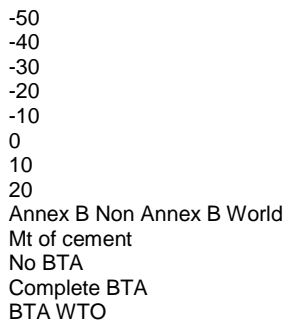 -50
-40
-30
-20
-10
0
10
20
Annex B Non Annex B World
Mt of cement
No BTA
Complete BTA
BTA WTO